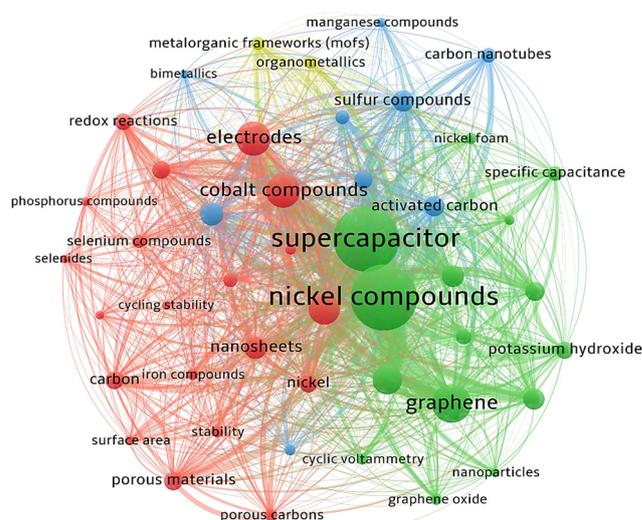 manganese compounds
metalorganic frameworks (mofs)
carbon nanotubes
organometallics
bimetallics
sulfur compounds
redox reactions
electrodes
nickel foam
specific capacitance
cobalt compounds
phosphorus compounds
activated carbon
selenium compounds
supercapacitor
selenides
nickel compounds
cycling stability
nanosheets
potassium hydroxide
carbon
iron compounds
nickel
graphene
stability
surface area
cyclic voltammetry
nanoparticles
porous materials
graphene oxide
porous carbons